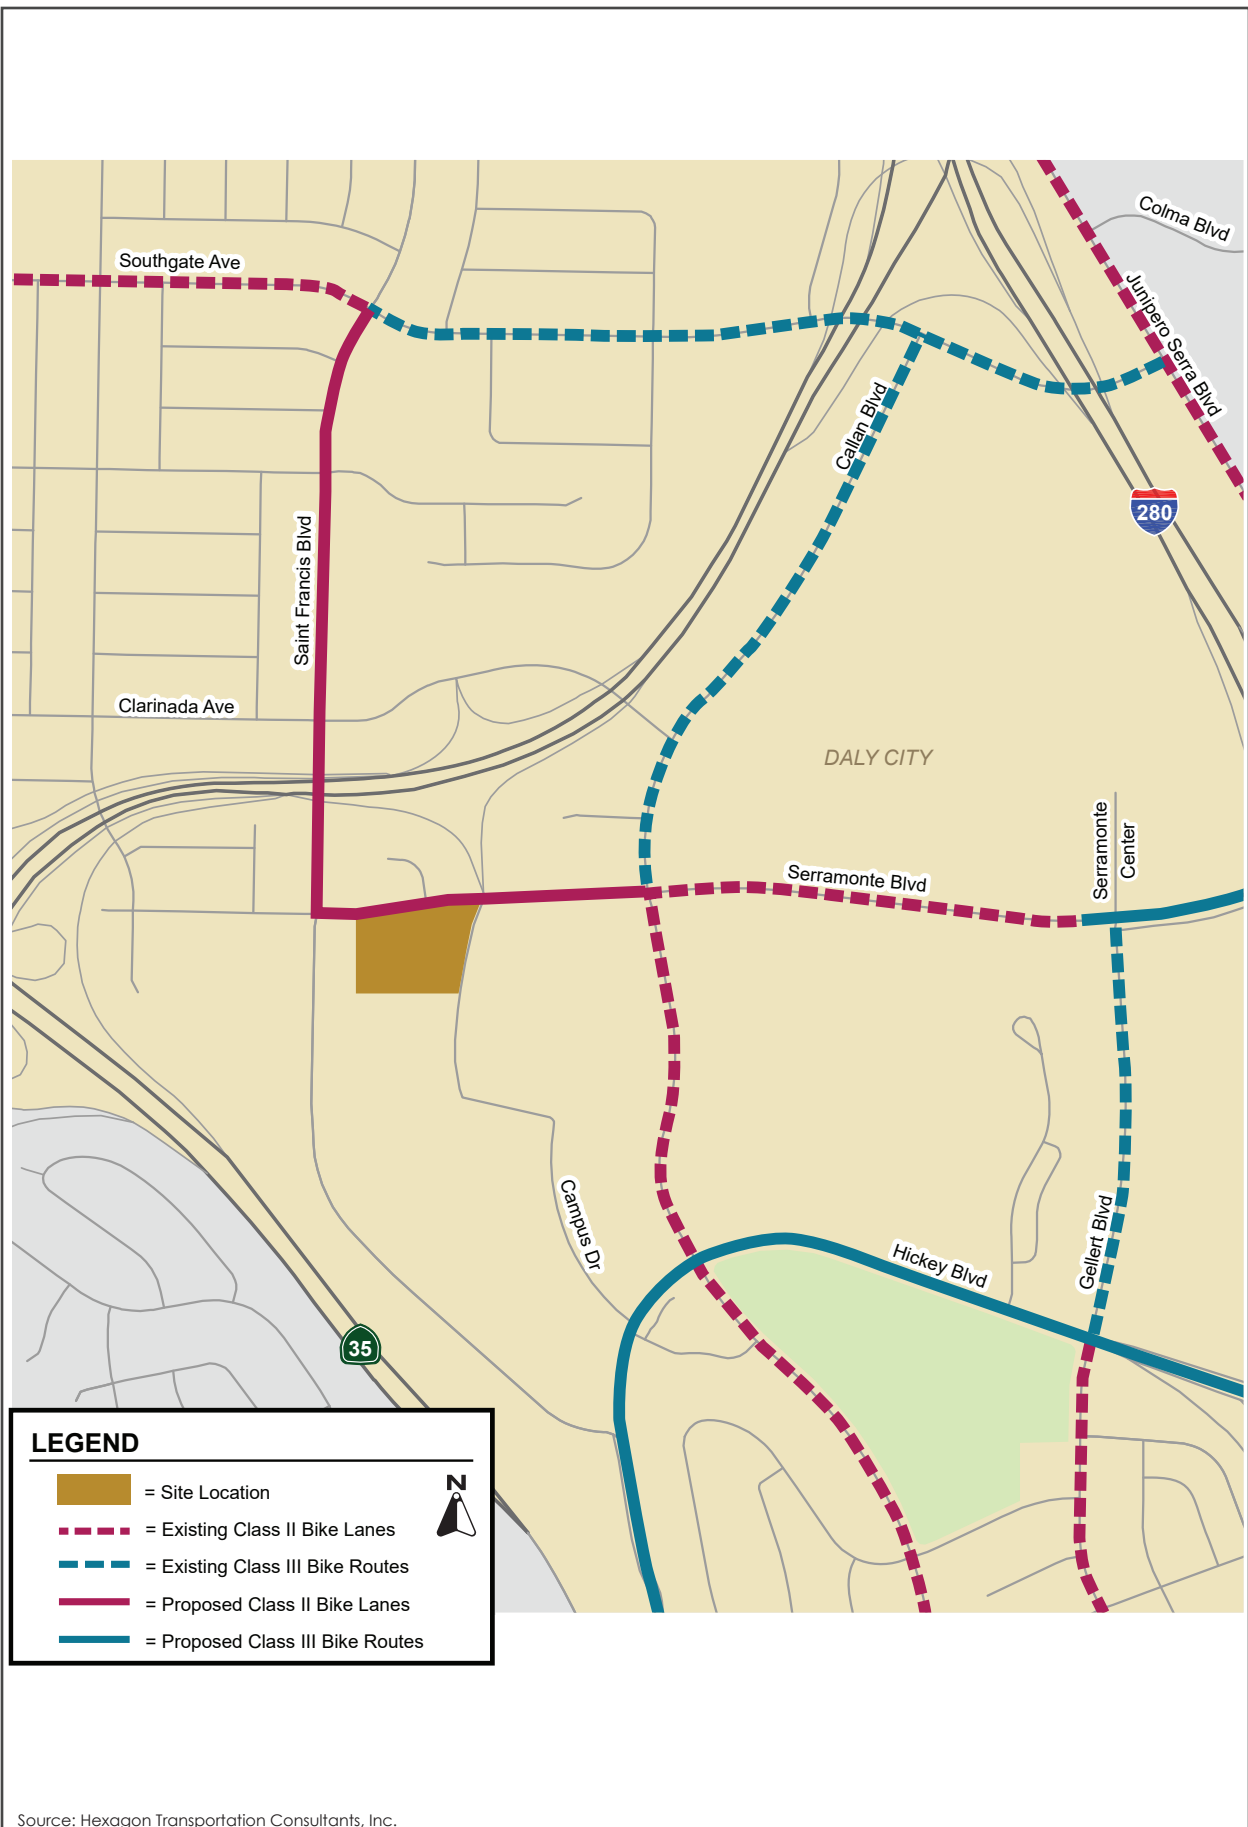 Colma Blvd
Southgate Ave
Junipero Serra Blvd
Callan Blvd
280
Saint Francis Blvd
Clarinada Ave
DALY CITY
Serramonte
Center
Serramonte Blvd
Campus Dr
Gellert Blvd
Hickey Blvd
35
LEGEND
N
= Site Location
= Existing Class II Bike Lanes
= Existing Class III Bike Routes
= Proposed Class II Bike Lanes
= Proposed Class III Bike Routes
Source: Hexagon Transportation Consultants, Inc.